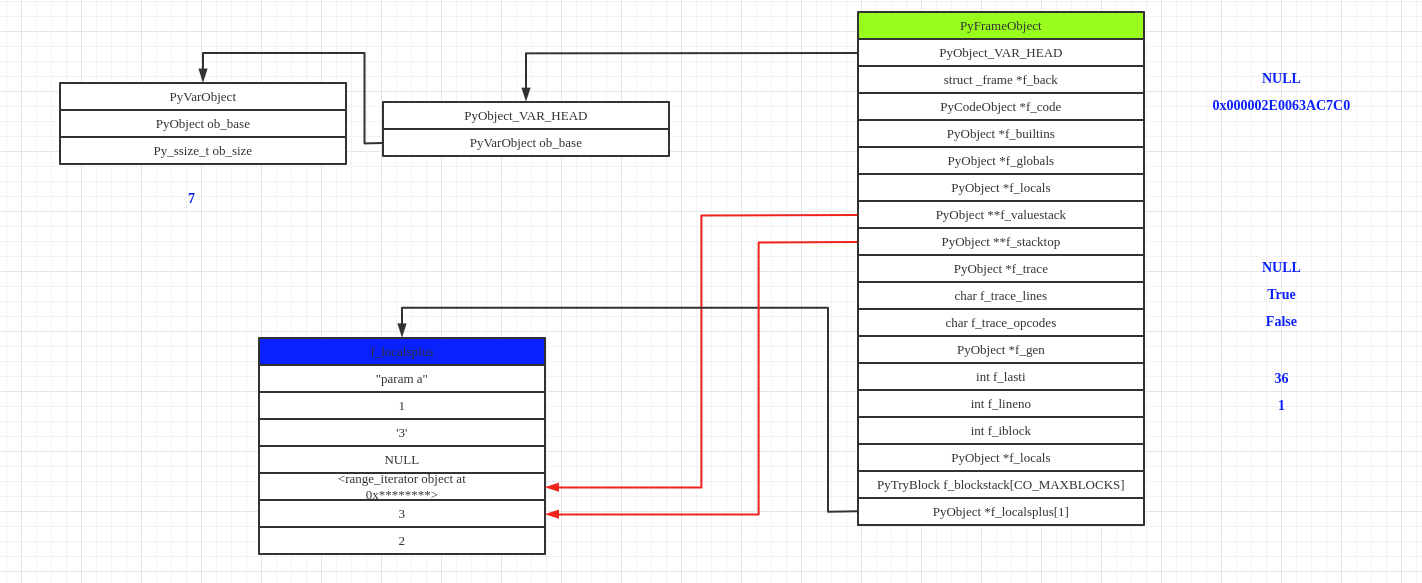 PyFrameObject
PyObject_VAR_HEAD
struct _frame *f_back
NULL
PyCodeObject *f_code
0x000002E0063AC7C0
PyObject *f_builtins
PyObject *f_globals
PyObject *f_locals
PyObject **f_valuestack
PyObject **f_stacktop
PyObject *f_trace
NULL
char f_trace_lines
True
char f_trace_opcodes
False
PyObject *f_gen
int f_lasti
36
int f_lineno
1
int f_iblock
PyObject *f_locals
PyTryBlock f_blockstack[CO_MAXBLOCKS]
PyObject *f_localsplus[1]
PyObject_VAR_HEAD
PyVarObject ob_base
PyVarObject
PyObject ob_base
Py_ssize_t ob_size
7
f_localsplus
"param a"
1
'3'
NULL
<range_iterator object at
0x********>
3
2